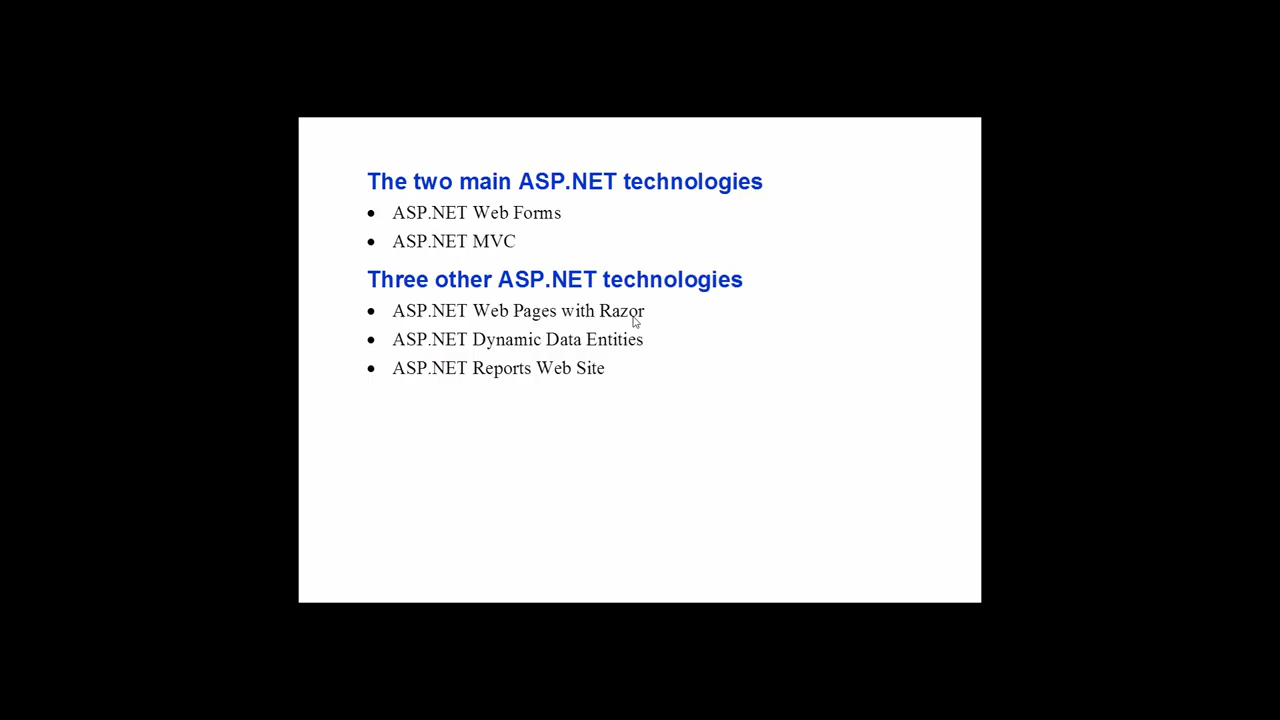 The two main ASP.NET technologies
• ASP.NET Web Forms
• ASP.NET MVC
Three other ASP.NET technologies
• ASP.NET Web Pages with Razor
• ASP.NET Dynamic Data Entities
• ASP.NET Reports Web Site